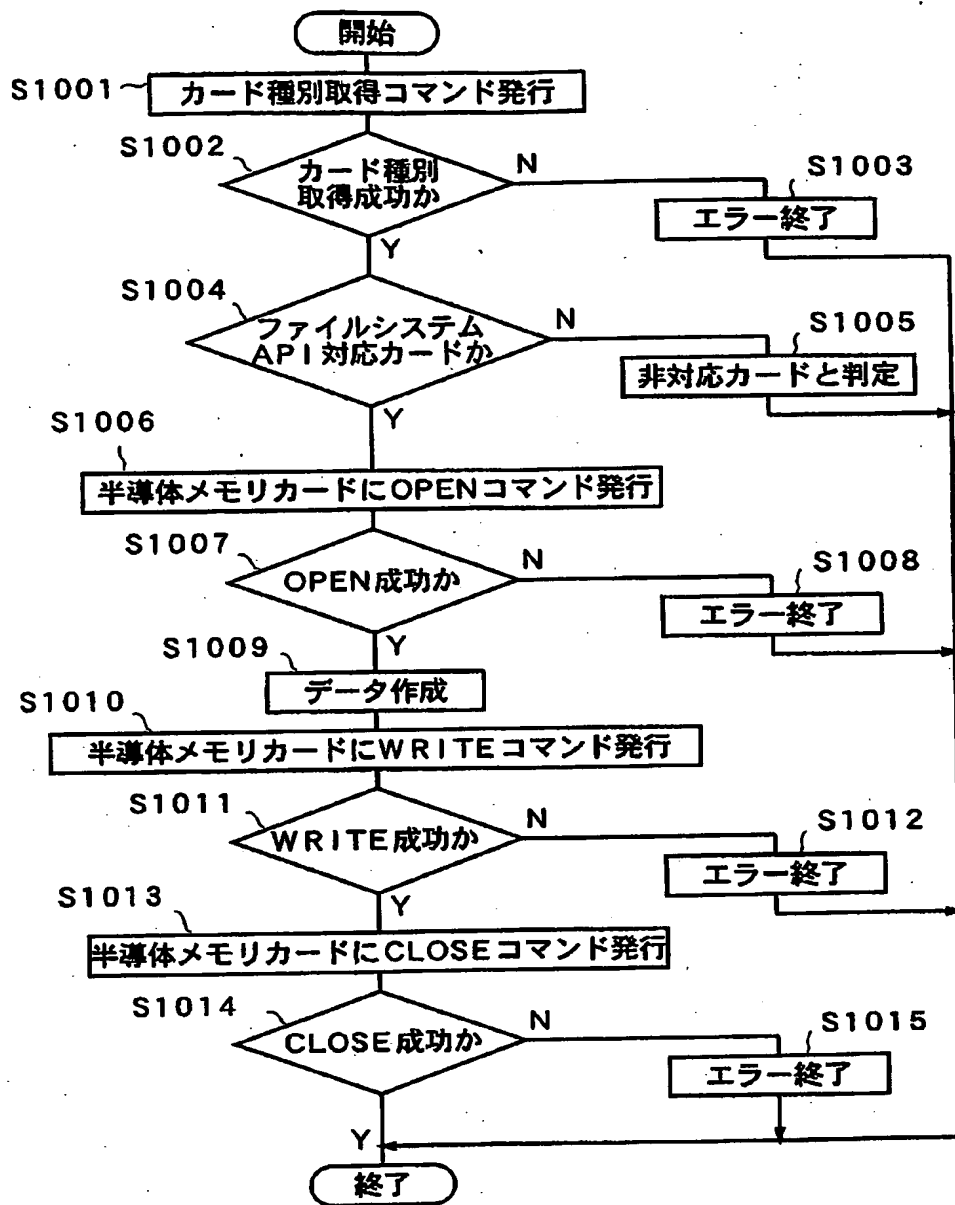 開始
S1001
カード種別取得コマンド発行
S1002
カード種別
取得成功か
N
S1003
エラー終了
Y
S1004
ファイルシステム
API対応カードか
N
S1005
非対応カードと判定
Y
S1006
半導体メモリカードにOPENコマンド発行
S1007
OPEN成功か
N
S1008
エラー終了
Y
S1009
データ作成
S1010
半導体メモリカードにWRITEコマンド発行
S1011
WRITE成功か
N
S1012
エラー終了
Y
S1013
半導体メモリカードにCLOSEコマンド発行
S1014
CLOSE成功か
N
S1015
エラー終了
Y
終了